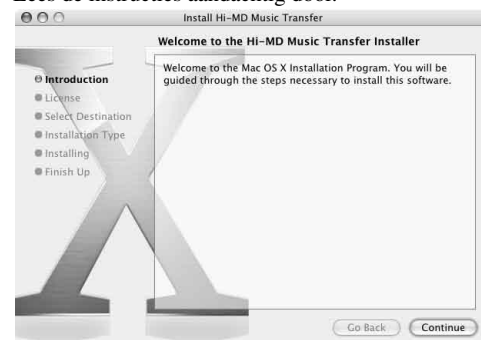 Lees de instructies aandachtig door.
Install Hi-MD Music Transfer
Welcome to the Hi-MD Music Transfer Installer
Introduction
License
Select Destination
Installation Type
Installing
Finish Up
Welcome to the Mac OS X Installation Program. You will be
guided through the steps necessary to install this software.
Go Back
Continue